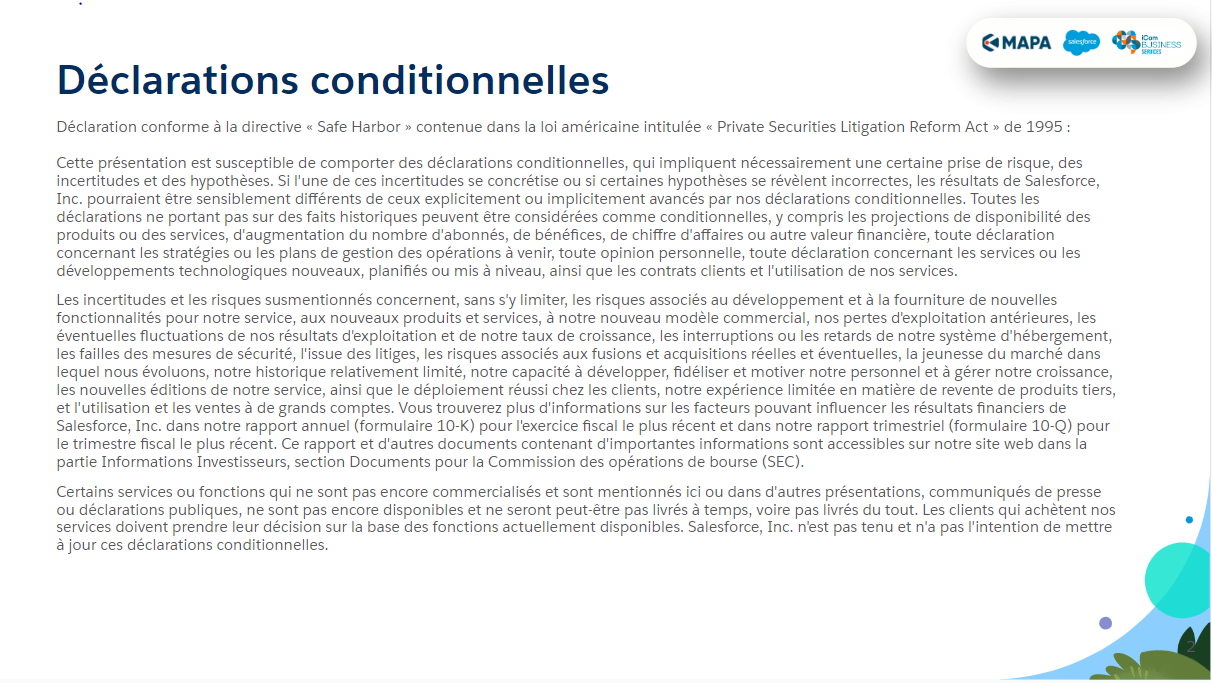 MAPA
salesforce
iCom
BUSINESS
SERVICES
Déclarations conditionnelles
Déclaration conforme à la directive « Safe Harbor » contenue dans la loi américaine intitulée « Private Securities Litigation Reform Act » de 1995 :
Cette présentation est susceptible de comporter des déclarations conditionnelles, qui impliquent nécessairement une certaine prise de risque, des
incertitudes et des hypothèses. Si l'une de ces incertitudes se concrétise ou si certaines hypothèses se révèlent incorrectes, les résultats de Salesforce,
Inc. pourraient être sensiblement différents de ceux explicitement ou implicitement avancés par nos déclarations conditionnelles. Toutes les
déclarations ne portant pas sur des faits historiques peuvent être considérées comme conditionnelles, y compris les projections de disponibilité des
produits ou des services, d'augmentation du nombre d'abonnés, de bénéfices, de chiffre d'affaires ou autre valeur financière, toute déclaration
concernant les stratégies ou les plans de gestion des opérations à venir, toute opinion personnelle, toute déclaration concernant les services ou les
développements technologiques nouveaux, planifiés ou mis à niveau, ainsi que les contrats clients et l'utilisation de nos services.
Les incertitudes et les risques susmentionnés concernent, sans s'y limiter, les risques associés au développement et à la fourniture de nouvelles
fonctionnalités pour notre service, aux nouveaux produits et services, à notre nouveau modèle commercial, nos pertes d'exploitation antérieures, les
éventuelles fluctuations de nos résultats d'exploitation et de notre taux de croissance, les interruptions ou les retards de notre système d'hébergement,
les failles des mesures de sécurité, l'issue des litiges, les risques associés aux fusions et acquisitions réelles et éventuelles, la jeunesse du marché dans
lequel nous évoluons, notre historique relativement limité, notre capacité à développer, fidéliser et motiver notre personnel et à gérer notre croissance,
les nouvelles éditions de notre service, ainsi que le déploiement réussi chez les clients, notre expérience limitée en matière de revente de produits tiers,
et l'utilisation et les ventes à de grands comptes. Vous trouverez plus d'informations sur les facteurs pouvant influencer les résultats financiers de
Salesforce, Inc. dans notre rapport annuel (formulaire 10-K) pour l'exercice fiscal le plus récent et dans notre rapport trimestriel (formulaire 10-Q) pour
le trimestre fiscal le plus récent. Ce rapport et d'autres documents contenant d'importantes informations sont accessibles sur notre site web dans la
partie Informations Investisseurs, section Documents pour la Commission des opérations de bourse (SEC).
Certains services ou fonctions qui ne sont pas encore commercialisés et sont mentionnés ici ou dans d'autres présentations, communiqués de presse
ou déclarations publiques, ne sont pas encore disponibles et ne seront peut-être pas livrés à temps, voire pas livrés du tout. Les clients qui achètent nos
services doivent prendre leur décision sur la base des fonctions actuellement disponibles. Salesforce, Inc. n'est pas tenu et n'a pas l'intention de mettre
à jour ces déclarations conditionnelles.
2